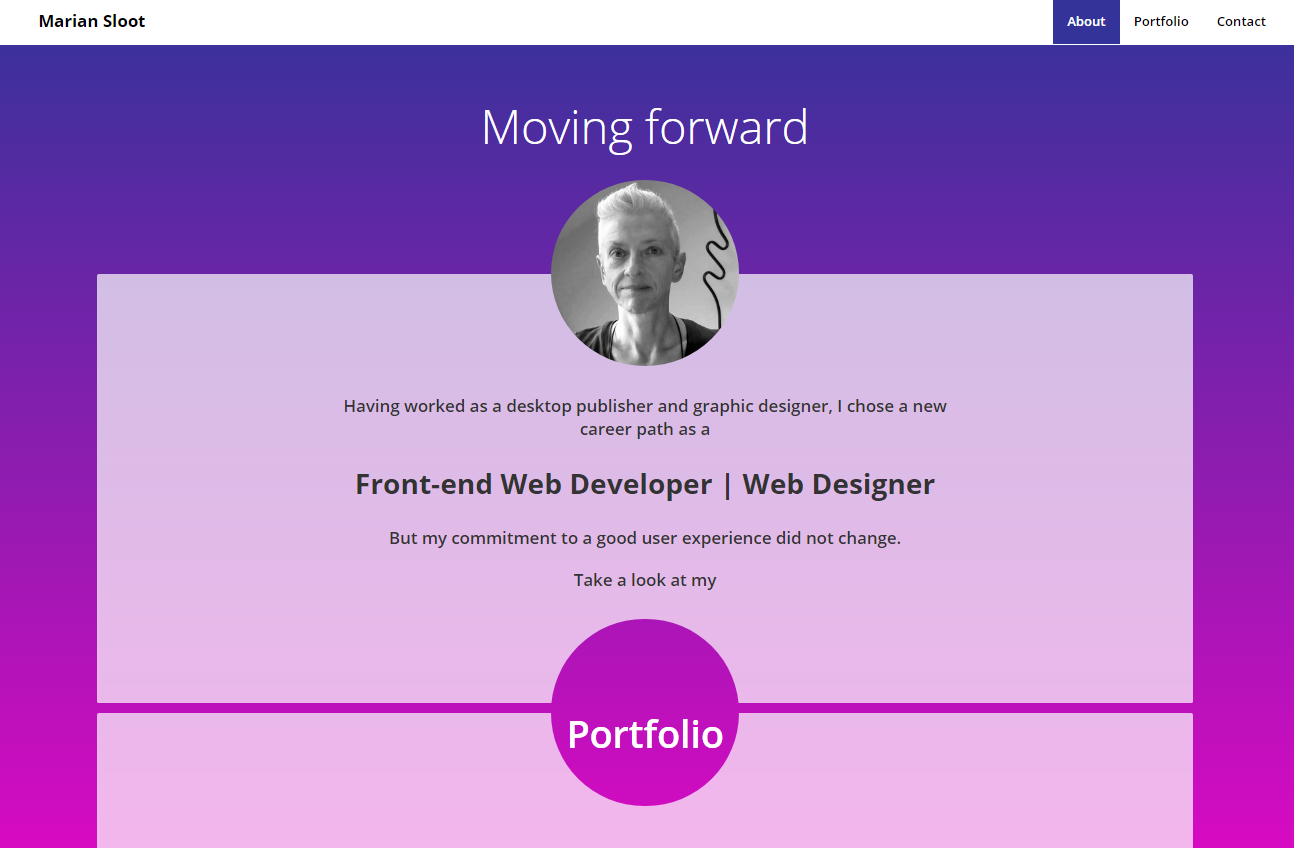 Marian Sloot
About
Portfolio
Contact
Moving forward
Having worked as a desktop publisher and graphic designer, I chose a new
career path as a
Front-end Web Developer | Web Designer
But my commitment to a good user experience did not change.
Take a look at my
Portfolio